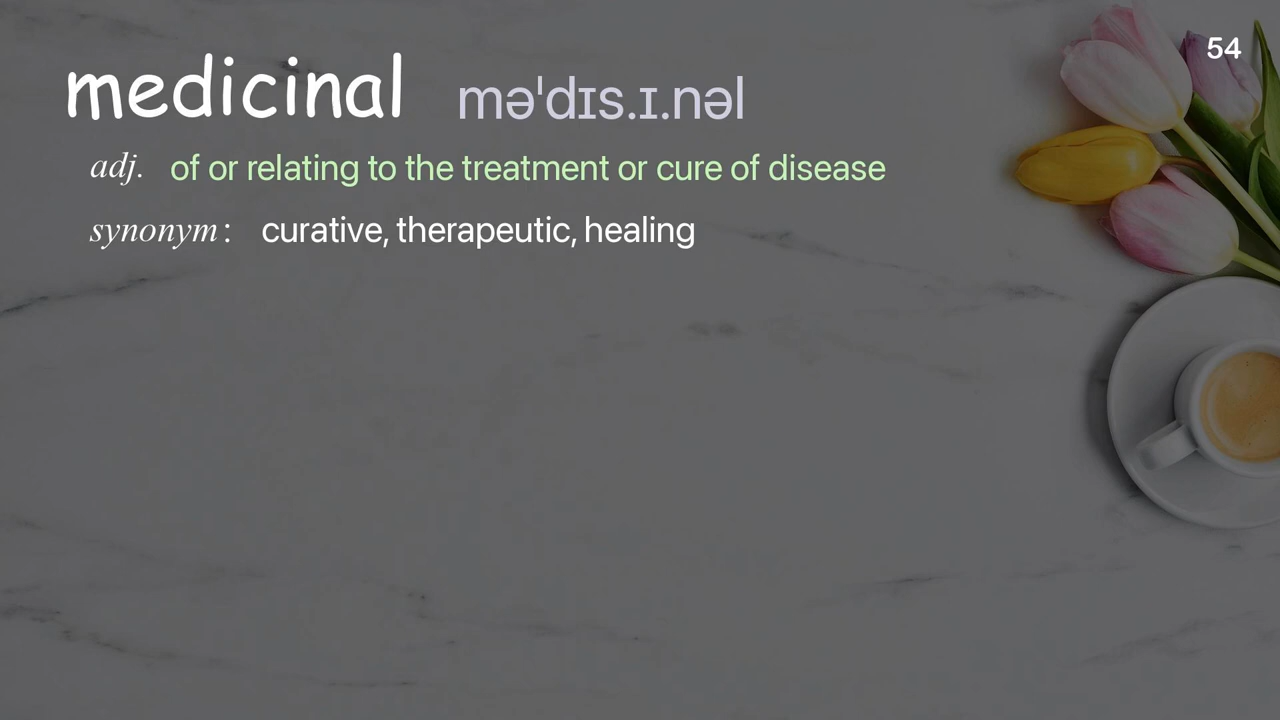 54
medicinal məˈdɪs.ɪ.nəl
adj. of or relating to the treatment or cure of disease
synonym: curative, therapeutic, healing